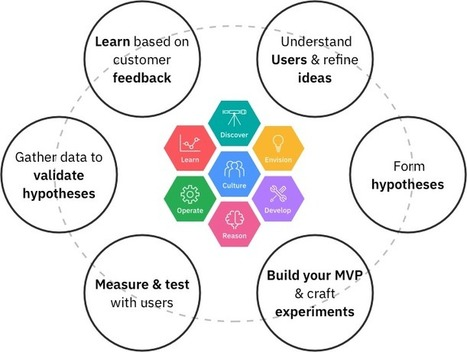 Learn based on
customer
feedback
Understand
Users & refine
ideas
Gather data to
validate
hypotheses
Discover
Learn
Envision
Culture
Operate
Develop
Reason
Form
hypotheses
Measure & test
with users
Build your MVP
& craft
experiments